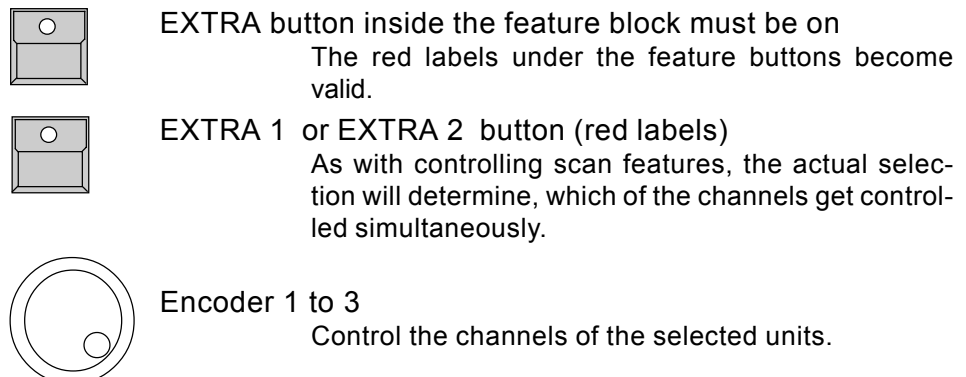 EXTRA button inside the feature block must be on
The red labels under the feature buttons become
valid.
EXTRA 1 or EXTRA 2 button (red labels)
As with controlling scan features, the actual selec-
tion will determine, which of the channels get control-
led simultaneously.
Encoder 1 to 3
Control the channels of the selected units.